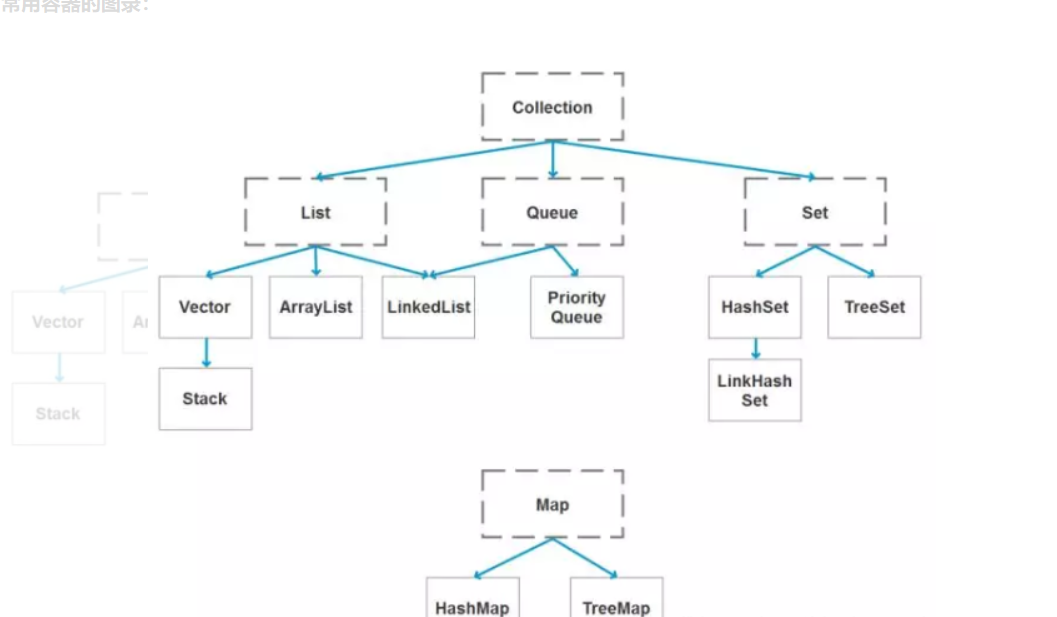 常用容器的图录：
Collection
List
Queue
Set
Vector
ArrayList
LinkedList
Priority
Queue
HashSet
TreeSet
Vector
Ar
Stack
LinkHash
Set
Stack
Map
HashMap
TreeMap